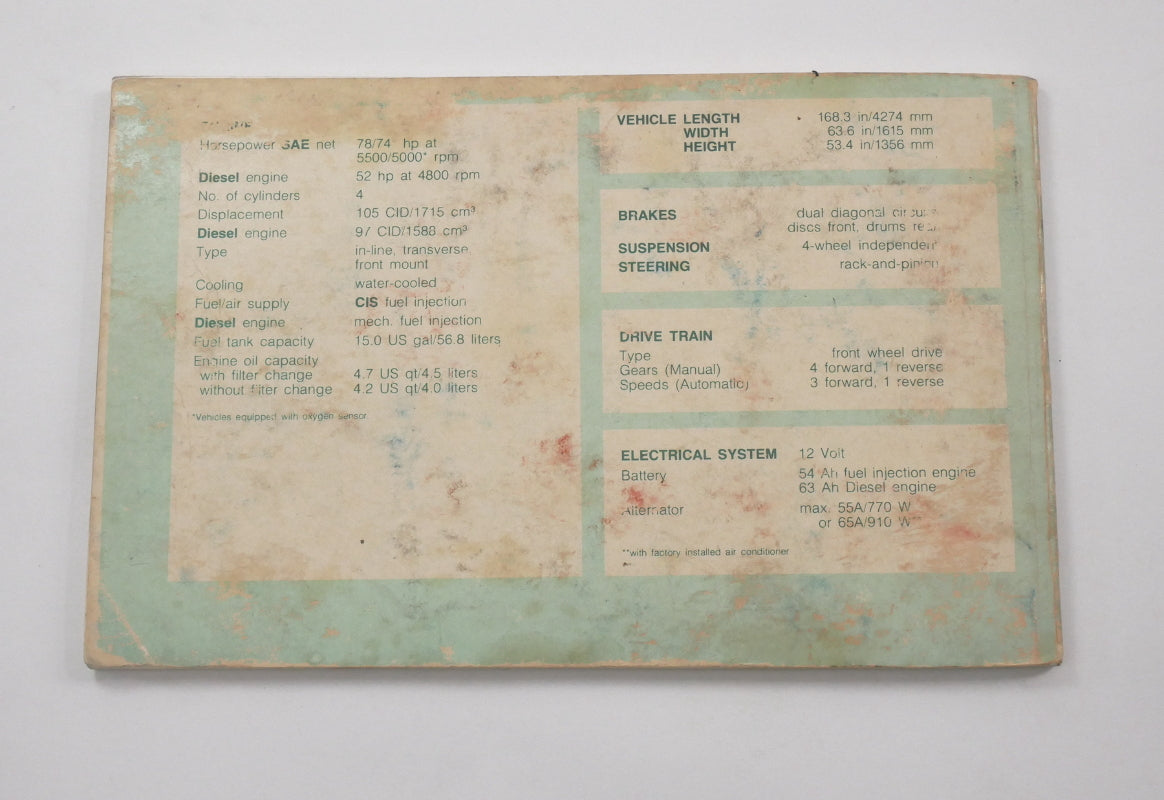 Horsepower SAE net 78/74 hp at
5500/5000* rpm
Diesel engine 52 hp at 4800 rpm
No. of cylinders 4
Displacement 105 CID/1715 cm³
Diesel engine 97 CID/1588 cm³
Type in-line, transverse,
front mount
Cooling water-cooled
Fuel/air supply CIS fuel injection
Diesel engine mech. fuel injection
Fuel tank capacity 15.0 US gal/56.8 liters
Engine oil capacity
with filter change 4.7 US qt/4.5 liters
without filter change 4.2 US qt/4.0 liters
*Vehicles equipped with oxygen sensor
VEHICLE LENGTH 168.3 in/4274 mm
WIDTH 63.6 in/1615 mm
HEIGHT 53.4 in/1356 mm
BRAKES dual diagonal circuits
discs front, drums rear
SUSPENSION 4-wheel independent
STEERING rack-and-pinion
DRIVE TRAIN
Type front wheel drive
Gears (Manual) 4 forward, 1 reverse
Speeds (Automatic) 3 forward, 1 reverse
ELECTRICAL SYSTEM 12 Volt
Battery 54 Ah fuel injection engine
63 Ah Diesel engine
Alternator max. 55A/770 W
or 65A/910 W**
**with factory installed air conditioner